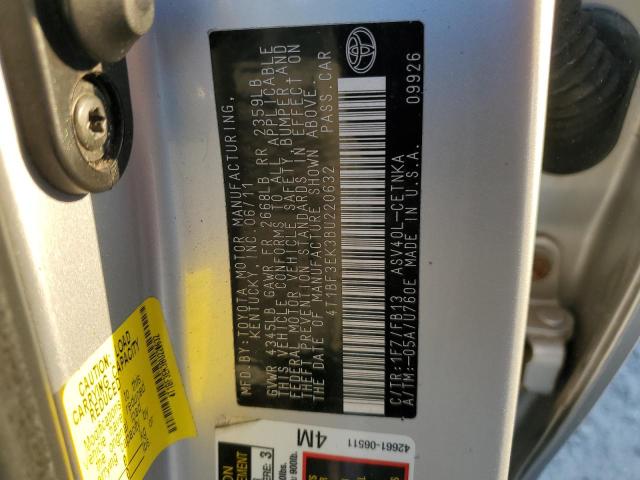 MFD.BY:TOYOTA MOTOR MANUFACTURING,
KENTUCKY, INC. 06/11
GVWR 4345LB GAWR FR 2668LB RR 2359LB
THIS VEHICLE CONFORMS TO ALL APPLICABLE
FEDERAL MOTOR VEHICLE SAFETY, BUMPER, AND
THEFT PREVENTION STANDARDS IN EFFECT ON
THE DATE OF MANUFACTURE SHOWN ABOVE.
4T1BF3EK3BU220632 PASS.CAR
C/TR:1F7/FB13 ASV40L-CETNKA
A/TM:-05A/U760E MADE IN U.S.A.
09926
LOAD
CARRYING CAPACITY
REDUCED
42661-06511
4M